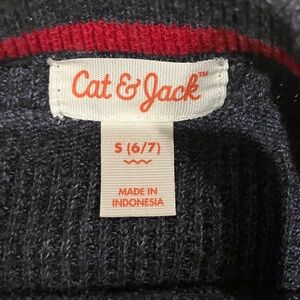 Cat & Jack™
S (6/7)
MADE IN
INDONESIA